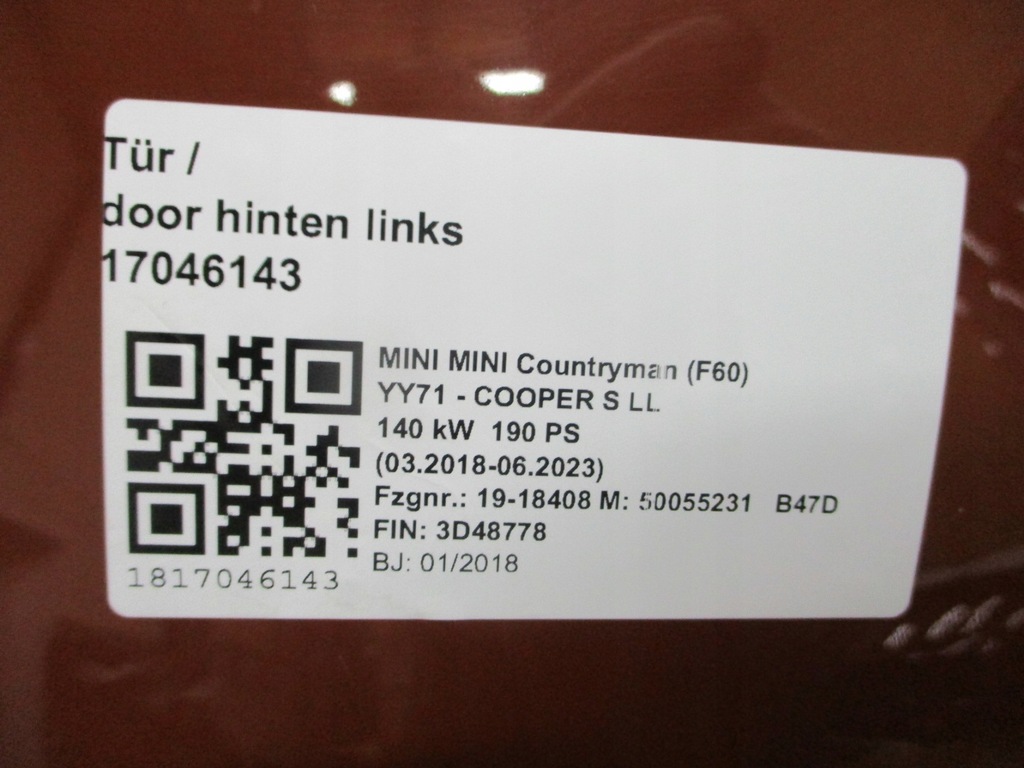 Tür /
door hinten links
17046143
MINI MINI Countryman (F60)
YY71 - COOPER S LL
140 kW 190 PS
(03.2018-06.2023)
Fzgnr.: 19-18408 M: 50055231 B47D
FIN: 3D48778
BJ: 01/2018
1817046143